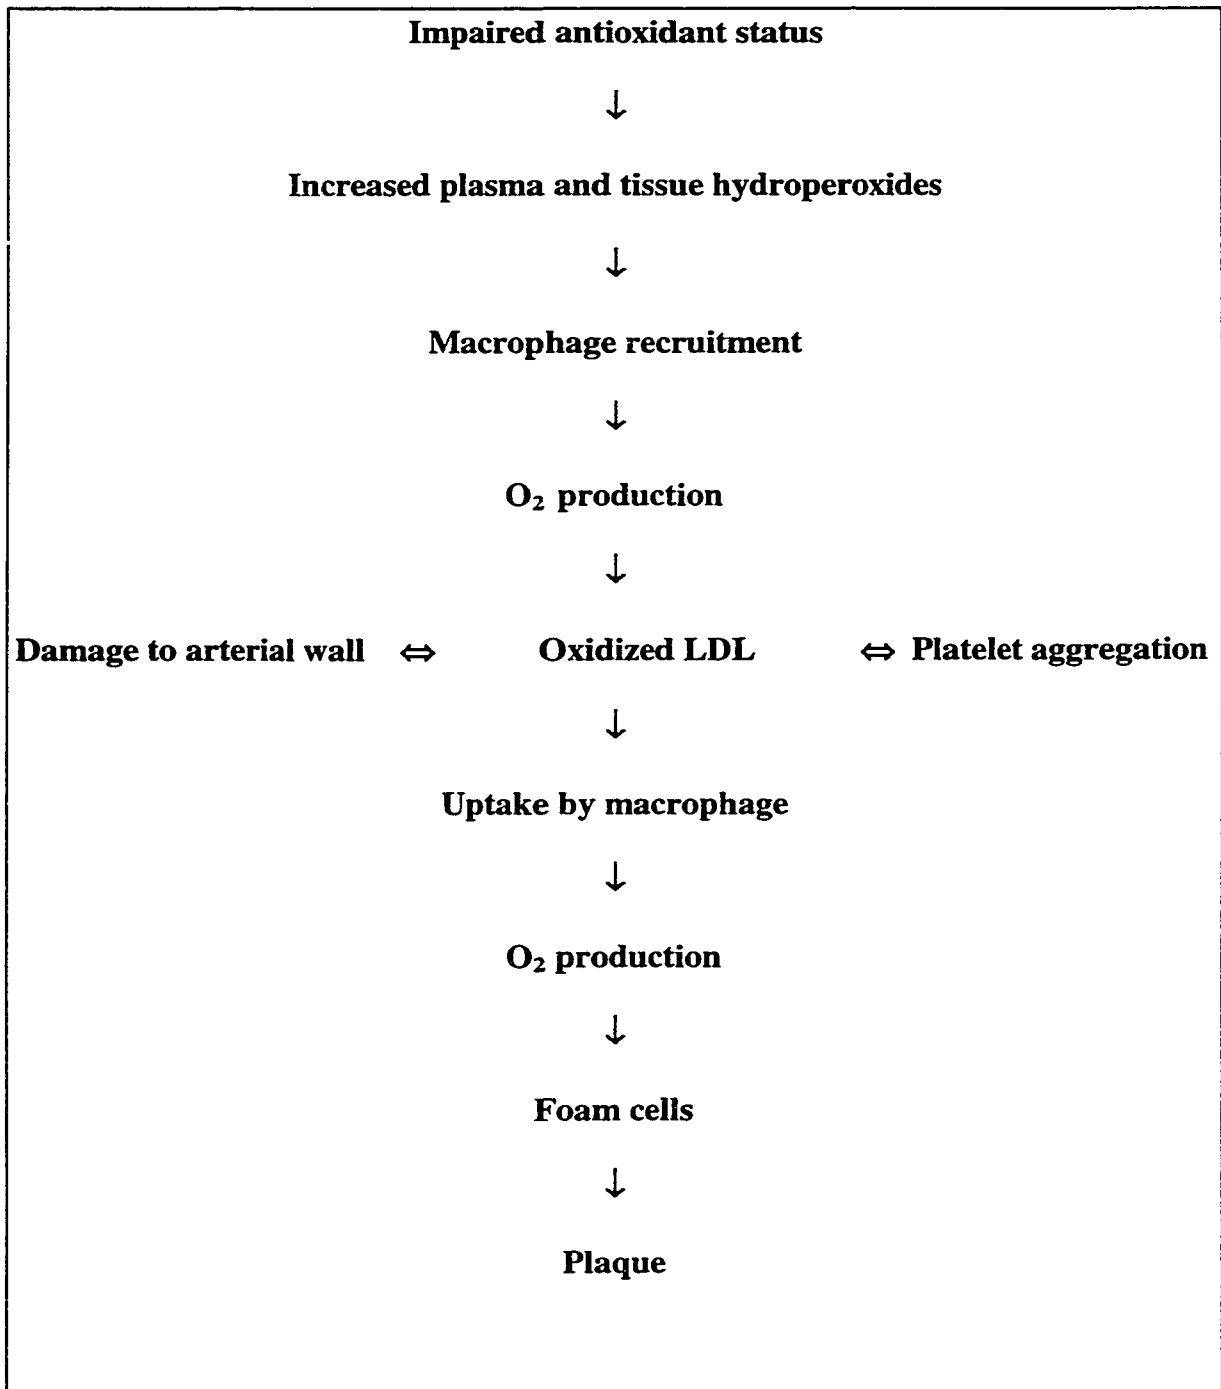 Impaired antioxidant status
↓
Increased plasma and tissue hydroperoxides
↓
Macrophage recruitment
↓
O₂ production
↓
Damage to arterial wall ⇔ Oxidized LDL ⇔ Platelet aggregation
↓
Uptake by macrophage
↓
O₂ production
↓
Foam cells
↓
Plaque